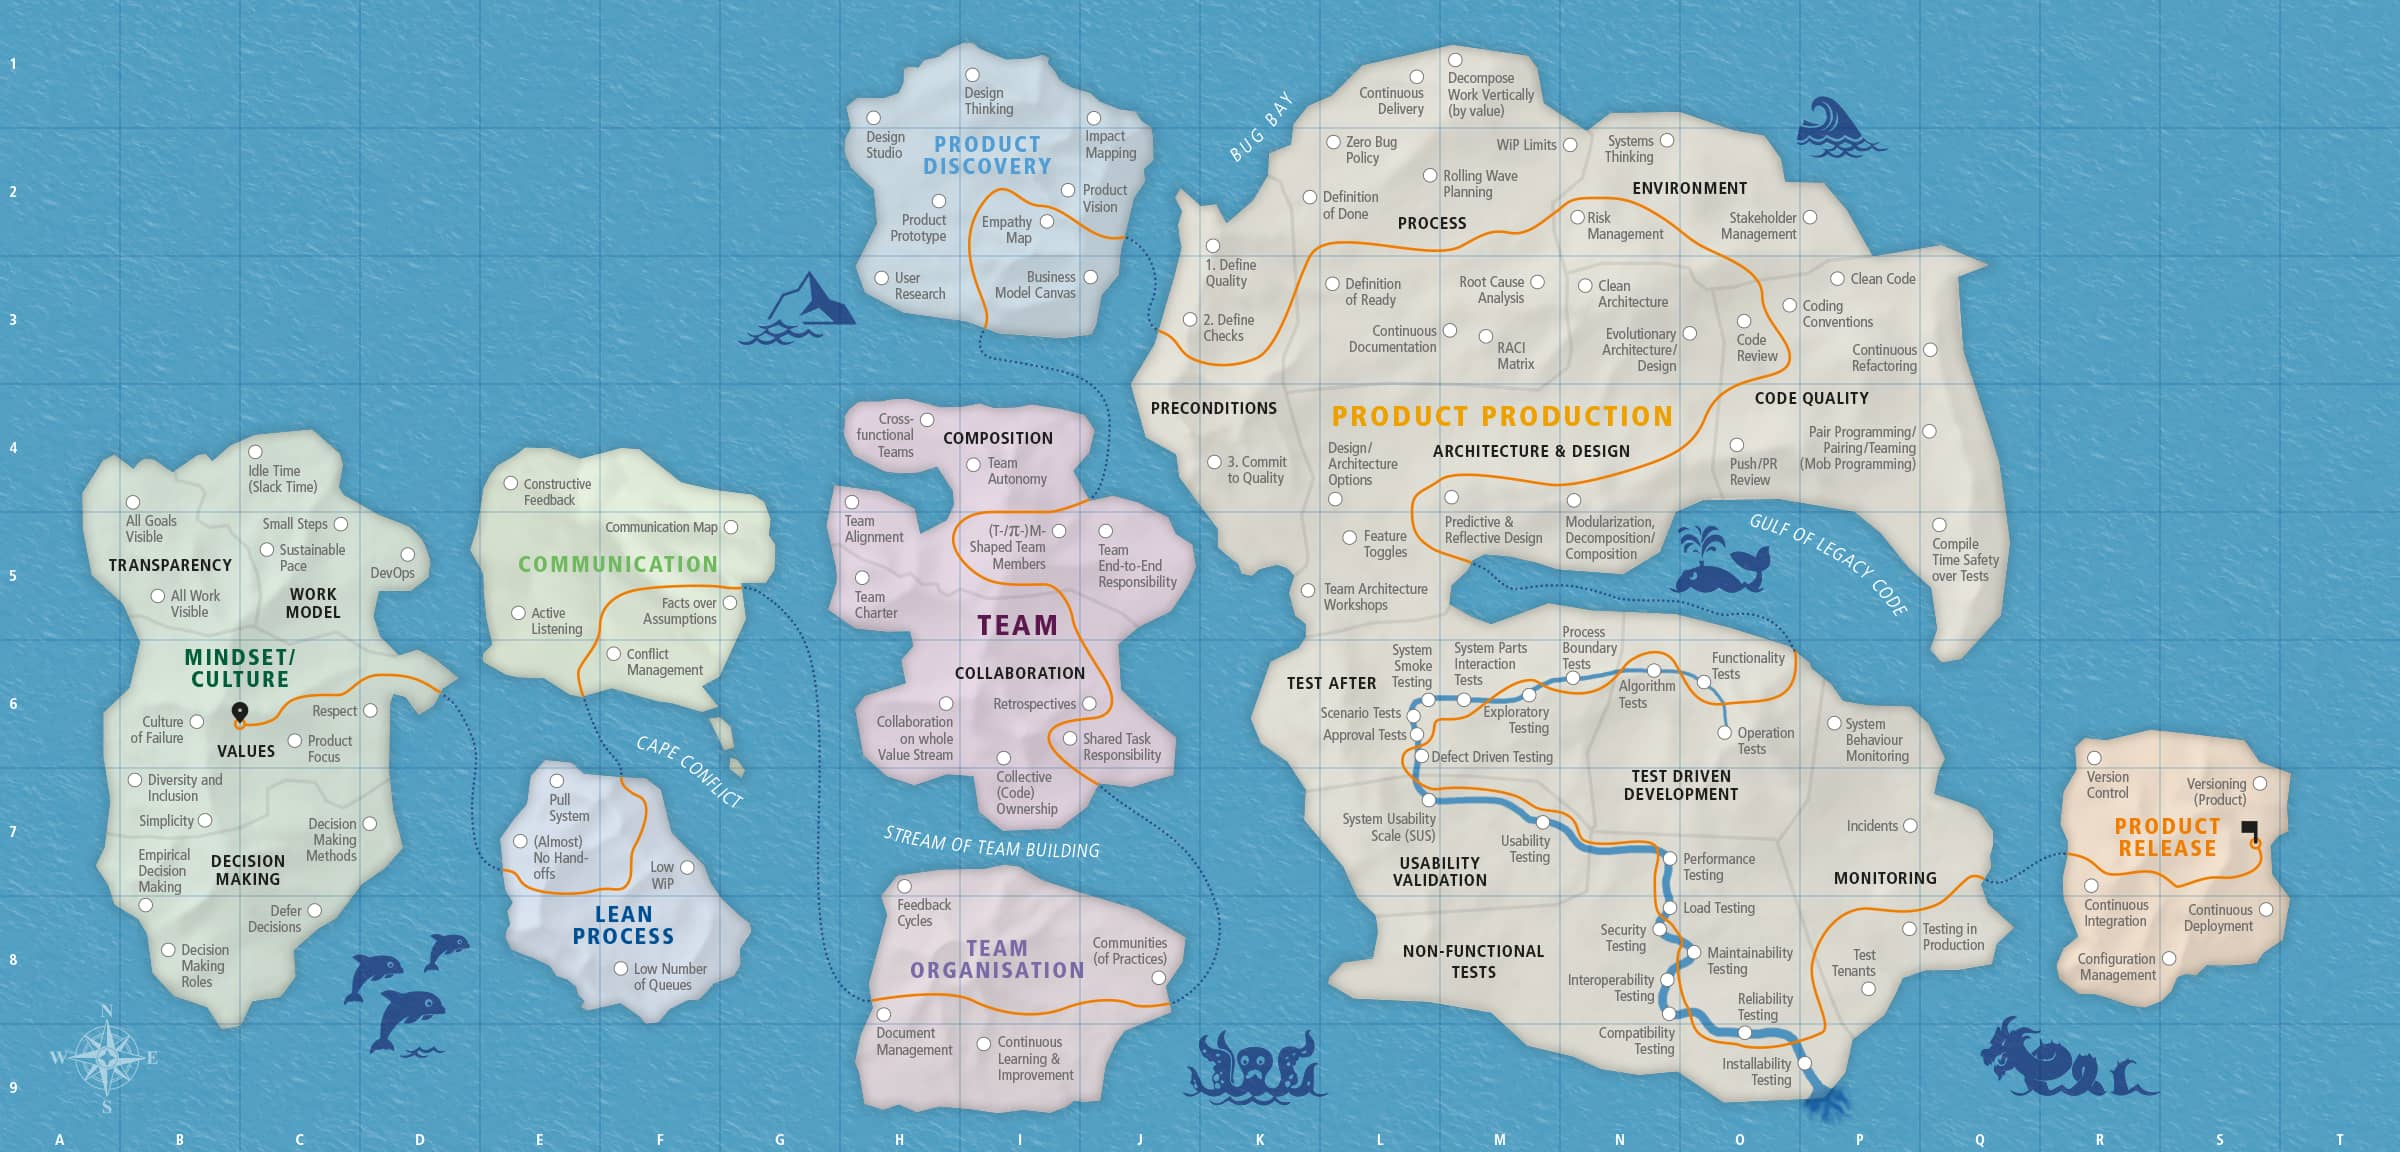 1
2
3
4
5
6
7
8
9
A
B
C
D
E
F
G
H
I
J
K
L
M
N
O
P
Q
R
S
T
N
W
E
S
Idle Time
(Slack Time)
All Goals
Visible
Small Steps
Sustainable
Pace
DevOps
TRANSPARENCY
All Work
Visible
WORK
MODEL
MINDSET/
CULTURE
Culture
of Failure
Respect
VALUES
Product
Focus
Diversity and
Inclusion
Simplicity
Decision
Making
Methods
Empirical
Decision
Making
DECISION
MAKING
Defer
Decisions
Decision
Making
Roles
Constructive
Feedback
Communication Map
COMMUNICATION
Active
Listening
Facts over
Assumptions
Conflict
Management
CAPE CONFLICT
Pull
System
(Almost)
No Hand-
offs
Low
WiP
LEAN
PROCESS
Low Number
of Queues
Design
Thinking
Design
Studio
Impact
Mapping
PRODUCT
DISCOVERY
Product
Vision
Product
Prototype
Empathy
Map
User
Research
Business
Model Canvas
Cross-
functional
Teams
COMPOSITION
Team
Autonomy
Team
Alignment
(T-/π-)M-
Shaped Team
Members
Team
End-to-End
Responsibility
Team
Charter
TEAM
COLLABORATION
Collaboration
on whole
Value Stream
Retrospectives
Shared Task
Responsibility
Collective
(Code)
Ownership
STREAM OF TEAM BUILDING
Feedback
Cycles
TEAM
ORGANISATION
Communities
(of Practices)
Document
Management
Continuous
Learning &
Improvement
BUG BAY
Continuous
Delivery
Decompose
Work Vertically
(by value)
Zero Bug
Policy
WiP Limits
Systems
Thinking
Rolling Wave
Planning
Definition
of Done
PROCESS
ENVIRONMENT
Risk
Management
Stakeholder
Management
1. Define
Quality
2. Define
Checks
Definition
of Ready
Root Cause
Analysis
Clean
Architecture
Clean Code
Coding
Conventions
Continuous
Documentation
RACI
Matrix
Evolutionary
Architecture/
Design
Code
Review
Continuous
Refactoring
PRECONDITIONS
PRODUCT PRODUCTION
CODE QUALITY
3. Commit
to Quality
Design/
Architecture
Options
ARCHITECTURE & DESIGN
Push/PR
Review
Pair Programming/
Pairing/Teaming
(Mob Programming)
Feature
Toggles
Predictive &
Reflective Design
Modularization,
Decomposition/
Composition
GULF OF LEGACY CODE
Compile
Time Safety
over Tests
Team Architecture
Workshops
TEST AFTER
System
Smoke
Testing
System Parts
Interaction
Tests
Process
Boundary
Tests
Algorithm
Tests
Functionality
Tests
Scenario Tests
Exploratory
Testing
Approval Tests
Operation
Tests
System
Behaviour
Monitoring
Defect Driven Testing
TEST DRIVEN
DEVELOPMENT
System Usability
Scale (SUS)
Usability
Testing
USABILITY
VALIDATION
Performance
Testing
Incidents
MONITORING
Load Testing
Security
Testing
NON-FUNCTIONAL
TESTS
Maintainability
Testing
Testing in
Production
Interoperability
Testing
Test
Tenants
Reliability
Testing
Compatibility
Testing
Installability
Testing
Version
Control
Versioning
(Product)
PRODUCT
RELEASE
Continuous
Integration
Continuous
Deployment
Configuration
Management